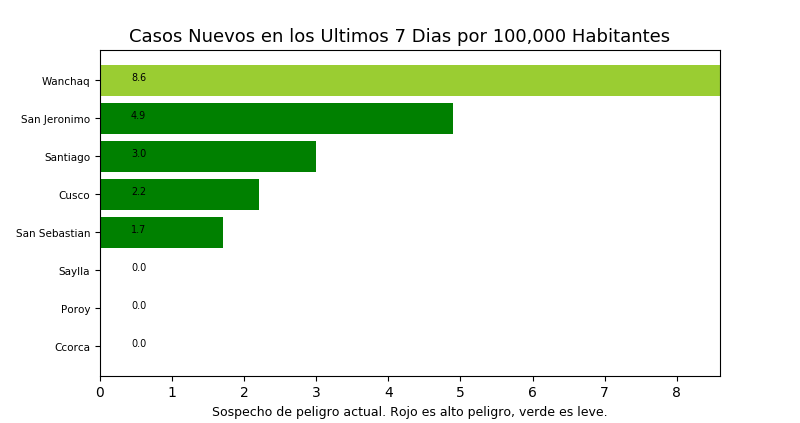 Casos Nuevos en los Ultimos 7 Dias por 100,000 Habitantes
Wanchaq 8.6
San Jeronimo 4.9
Santiago 3.0
Cusco 2.2
San Sebastian 1.7
Saylla 0.0
Poroy 0.0
Ccorca 0.0
0 1 2 3 4 5 6 7 8
Sospecho de peligro actual. Rojo es alto peligro, verde es leve.